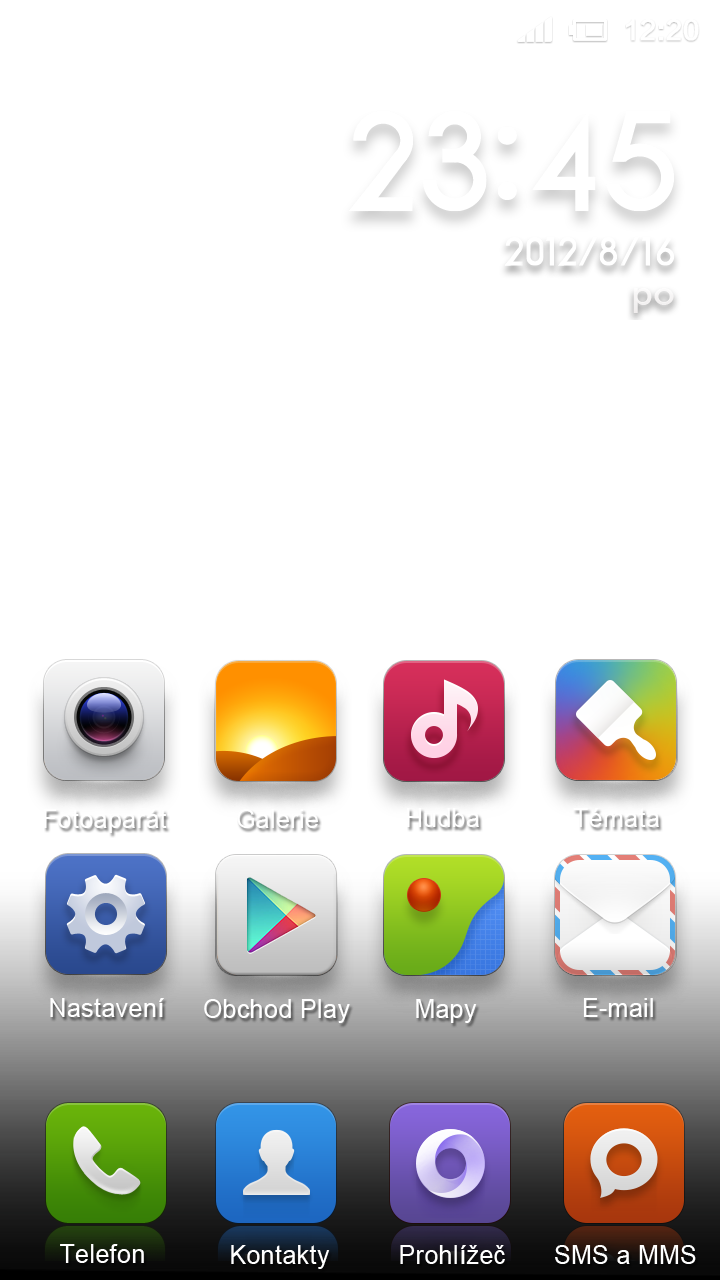 12:20
23:45
2012/8/16
po
Fotoaparát Galerie Hudba Témata
Nastavení Obchod Play Mapy E-mail
Telefon Kontakty Prohlížeč SMS a MMS